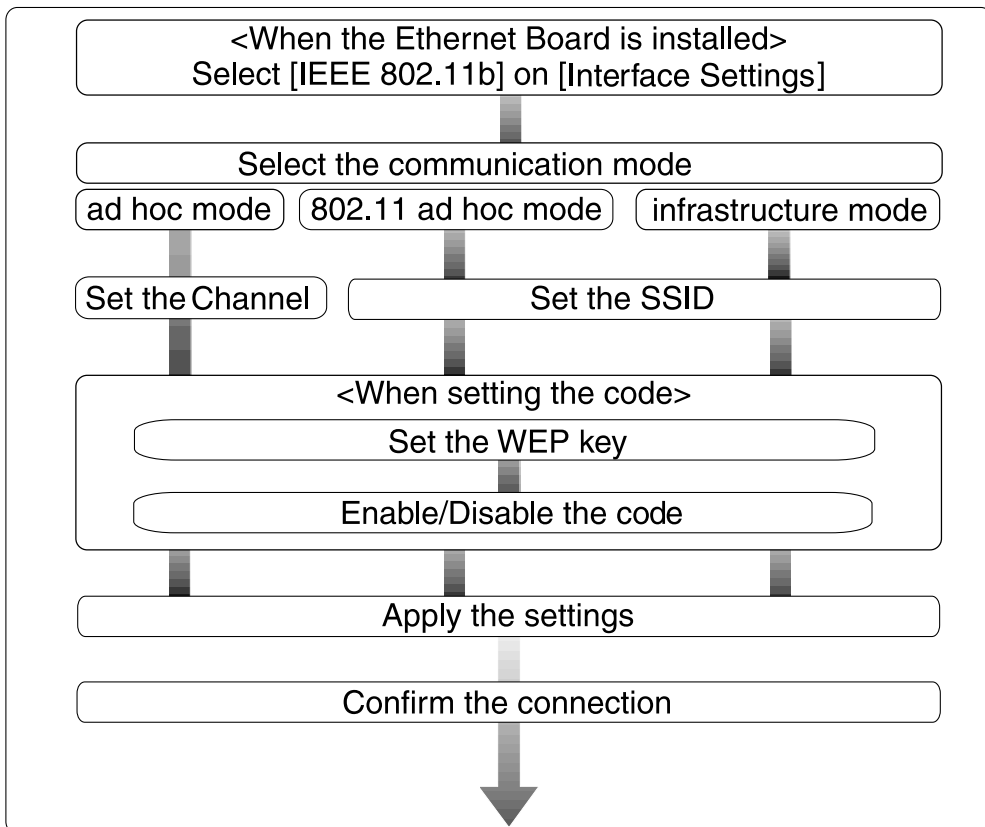 <When the Ethernet Board is installed>
Select [IEEE 802.11b] on [Interface Settings]
Select the communication mode
ad hoc mode
802.11 ad hoc mode
infrastructure mode
Set the Channel
Set the SSID
<When setting the code>
Set the WEP key
Enable/Disable the code
Apply the settings
Confirm the connection